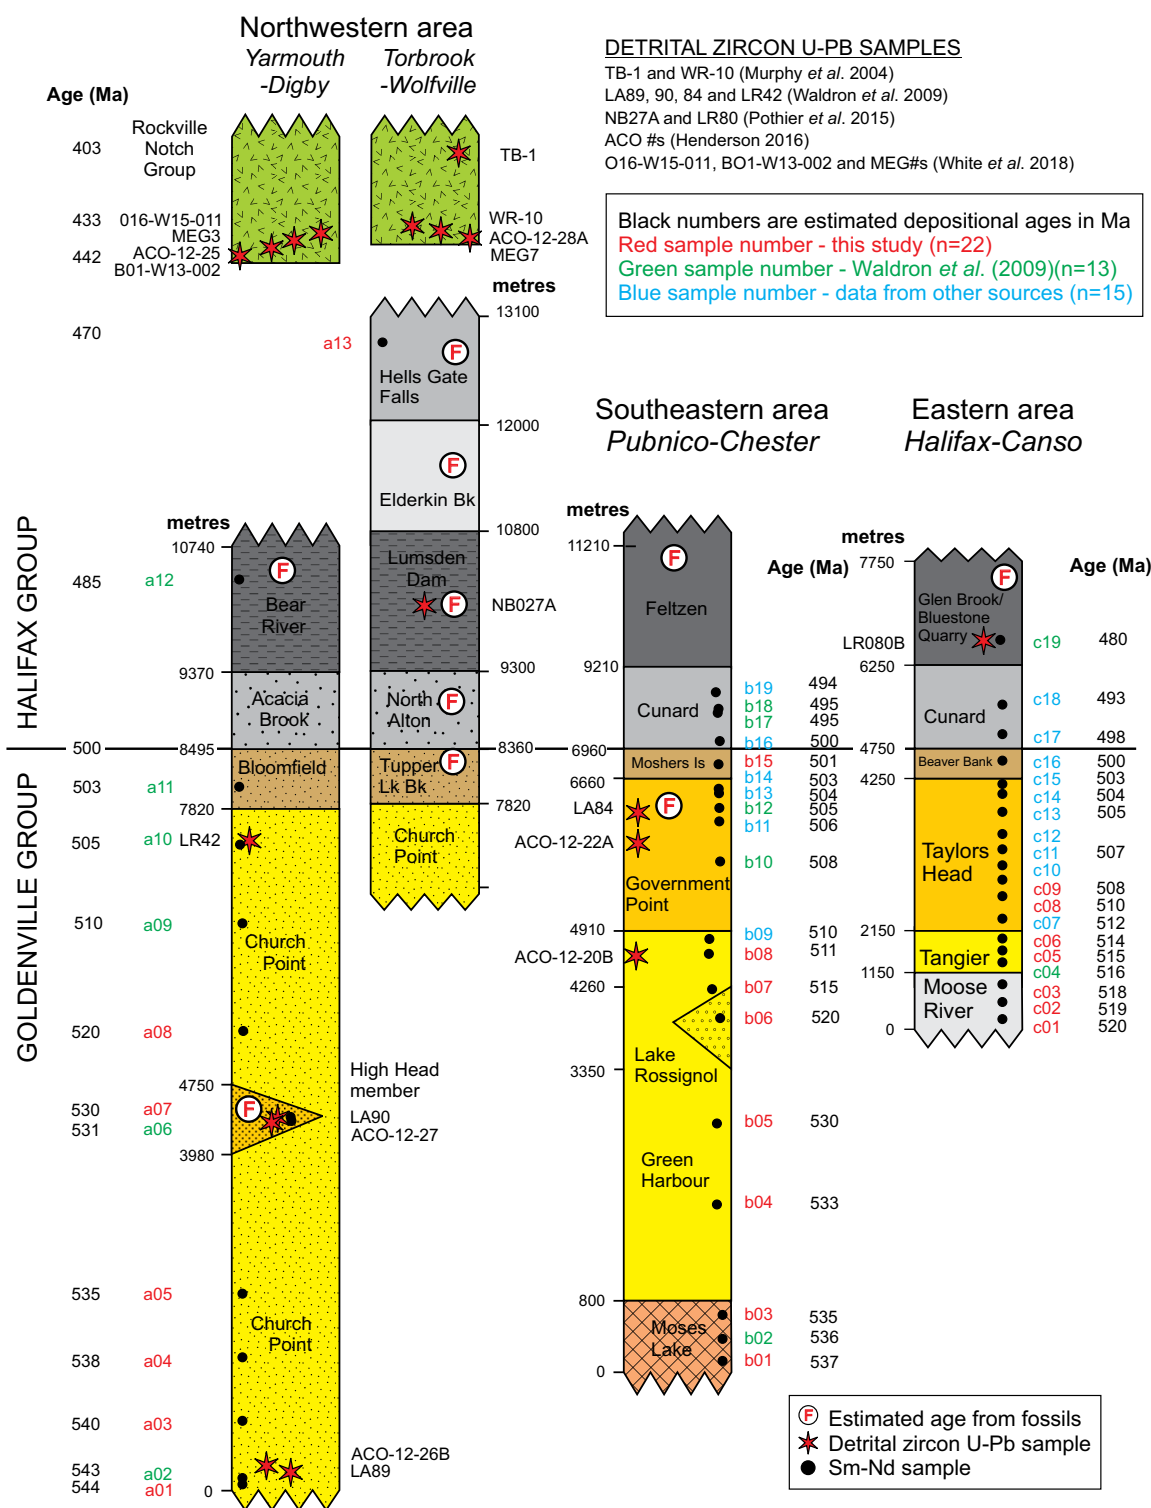 Northwestern area
Yarmouth
-Digby
Torbrook
-Wolfville
Age (Ma)
403
Rockville
Notch
Group
TB-1
433
016-W15-011
MEG3
442
ACO-12-25
B01-W13-002
WR-10
ACO-12-28A
MEG7
DETRITAL ZIRCON U-PB SAMPLES
TB-1 and WR-10 (Murphy et al. 2004)
LA89, 90, 84 and LR42 (Waldron et al. 2009)
NB27A and LR80 (Pothier et al. 2015)
ACO #s (Henderson 2016)
O16-W15-011, BO1-W13-002 and MEG#s (White et al. 2018)
Black numbers are estimated depositional ages in Ma
Red sample number - this study (n=22)
Green sample number - Waldron et al. (2009)(n=13)
Blue sample number - data from other sources (n=15)
HALIFAX GROUP
GOLDENVILLE GROUP
metres
13100
470
a13
F
Hells Gate
Falls
12000
F
Elderkin Bk
10800
Lumsden
Dam
F
NB027A
9300
North
Alton
F
8360
Tupper
Lk Bk
F
7820
Church
Point
metres
10740
485
a12
F
Bear
River
9370
Acacia
Brook
500
8495
Bloomfield
503
a11
7820
505
a10
LR42
510
a09
Church
Point
520
a08
4750
High Head
member
530
a07
F
LA90
531
a06
ACO-12-27
3980
535
a05
Church
Point
538
a04
540
a03
ACO-12-26B
543
a02
LA89
544
a01
0
Southeastern area
Pubnico-Chester
metres
11210
F
Age (Ma)
Feltzen
9210
b19
494
Cunard
b18
495
b17
495
b16
500
6960
Moshers Is
b15
501
6660
b14
503
b13
504
LA84
F
b12
505
b11
506
ACO-12-22A
b10
508
Government
Point
4910
b09
510
ACO-12-20B
b08
511
4260
b07
515
b06
520
Lake
Rossignol
3350
b05
530
Green
Harbour
b04
533
800
b03
535
Moses
Lake
b02
536
b01
537
0
Eastern area
Halifax-Canso
metres
7750
Age (Ma)
F
Glen Brook/
Bluestone
Quarry
LR080B
c19
480
6250
c18
493
Cunard
c17
498
4750
Beaver Bank
c16
500
4250
c15
503
c14
504
c13
505
c12
Taylors
Head
c11
507
c10
c09
508
c08
510
c07
512
2150
c06
514
Tangier
c05
515
1150
c04
516
Moose
River
c03
518
c02
519
0
c01
520
F Estimated age from fossils
Detrital zircon U-Pb sample
Sm-Nd sample